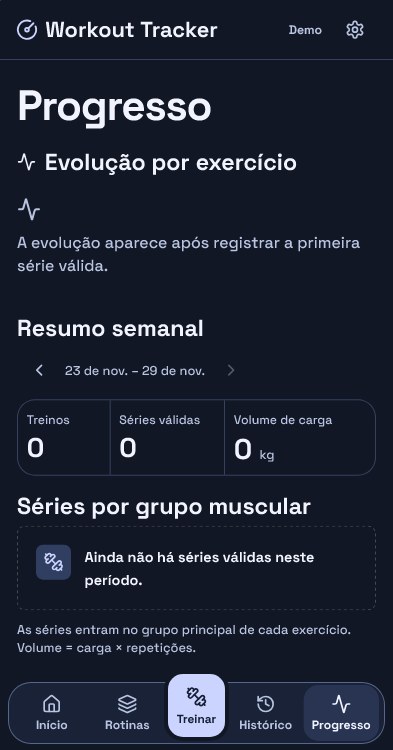 Workout Tracker
Demo
Progresso
Evolução por exercício
A evolução aparece após registrar a primeira
série válida.
Resumo semanal
23 de nov. – 29 de nov.
Treinos
Séries válidas
Volume de carga
0
0
0 kg
Séries por grupo muscular
Ainda não há séries válidas neste
período.
As séries entram no grupo principal de cada exercício.
Volume = carga × repetições.
Início
Rotinas
Treinar
Histórico
Progresso